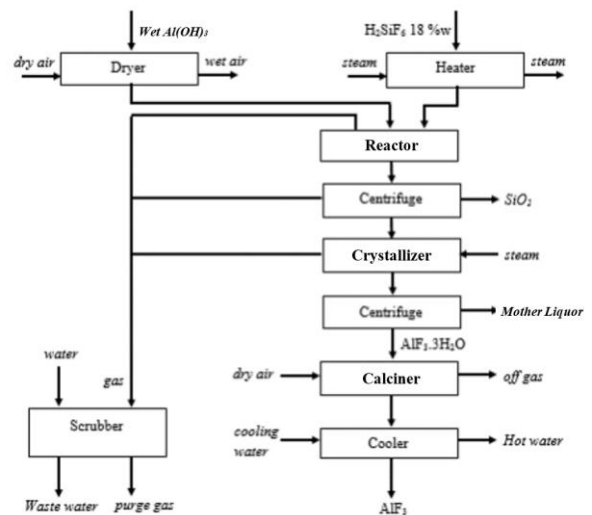 Wet Al(OH)₃
H₂SiF₆ 18 %w
dry air
Dryer
wet air
steam
Heater
steam
Reactor
Centrifuge
SiO₂
Crystallizer
steam
Centrifuge
Mother Liquor
AlF₃.3H₂O
water
gas
dry air
Calciner
off gas
Scrubber
cooling
water
Cooler
Hot water
Waste water
purge gas
AlF₃